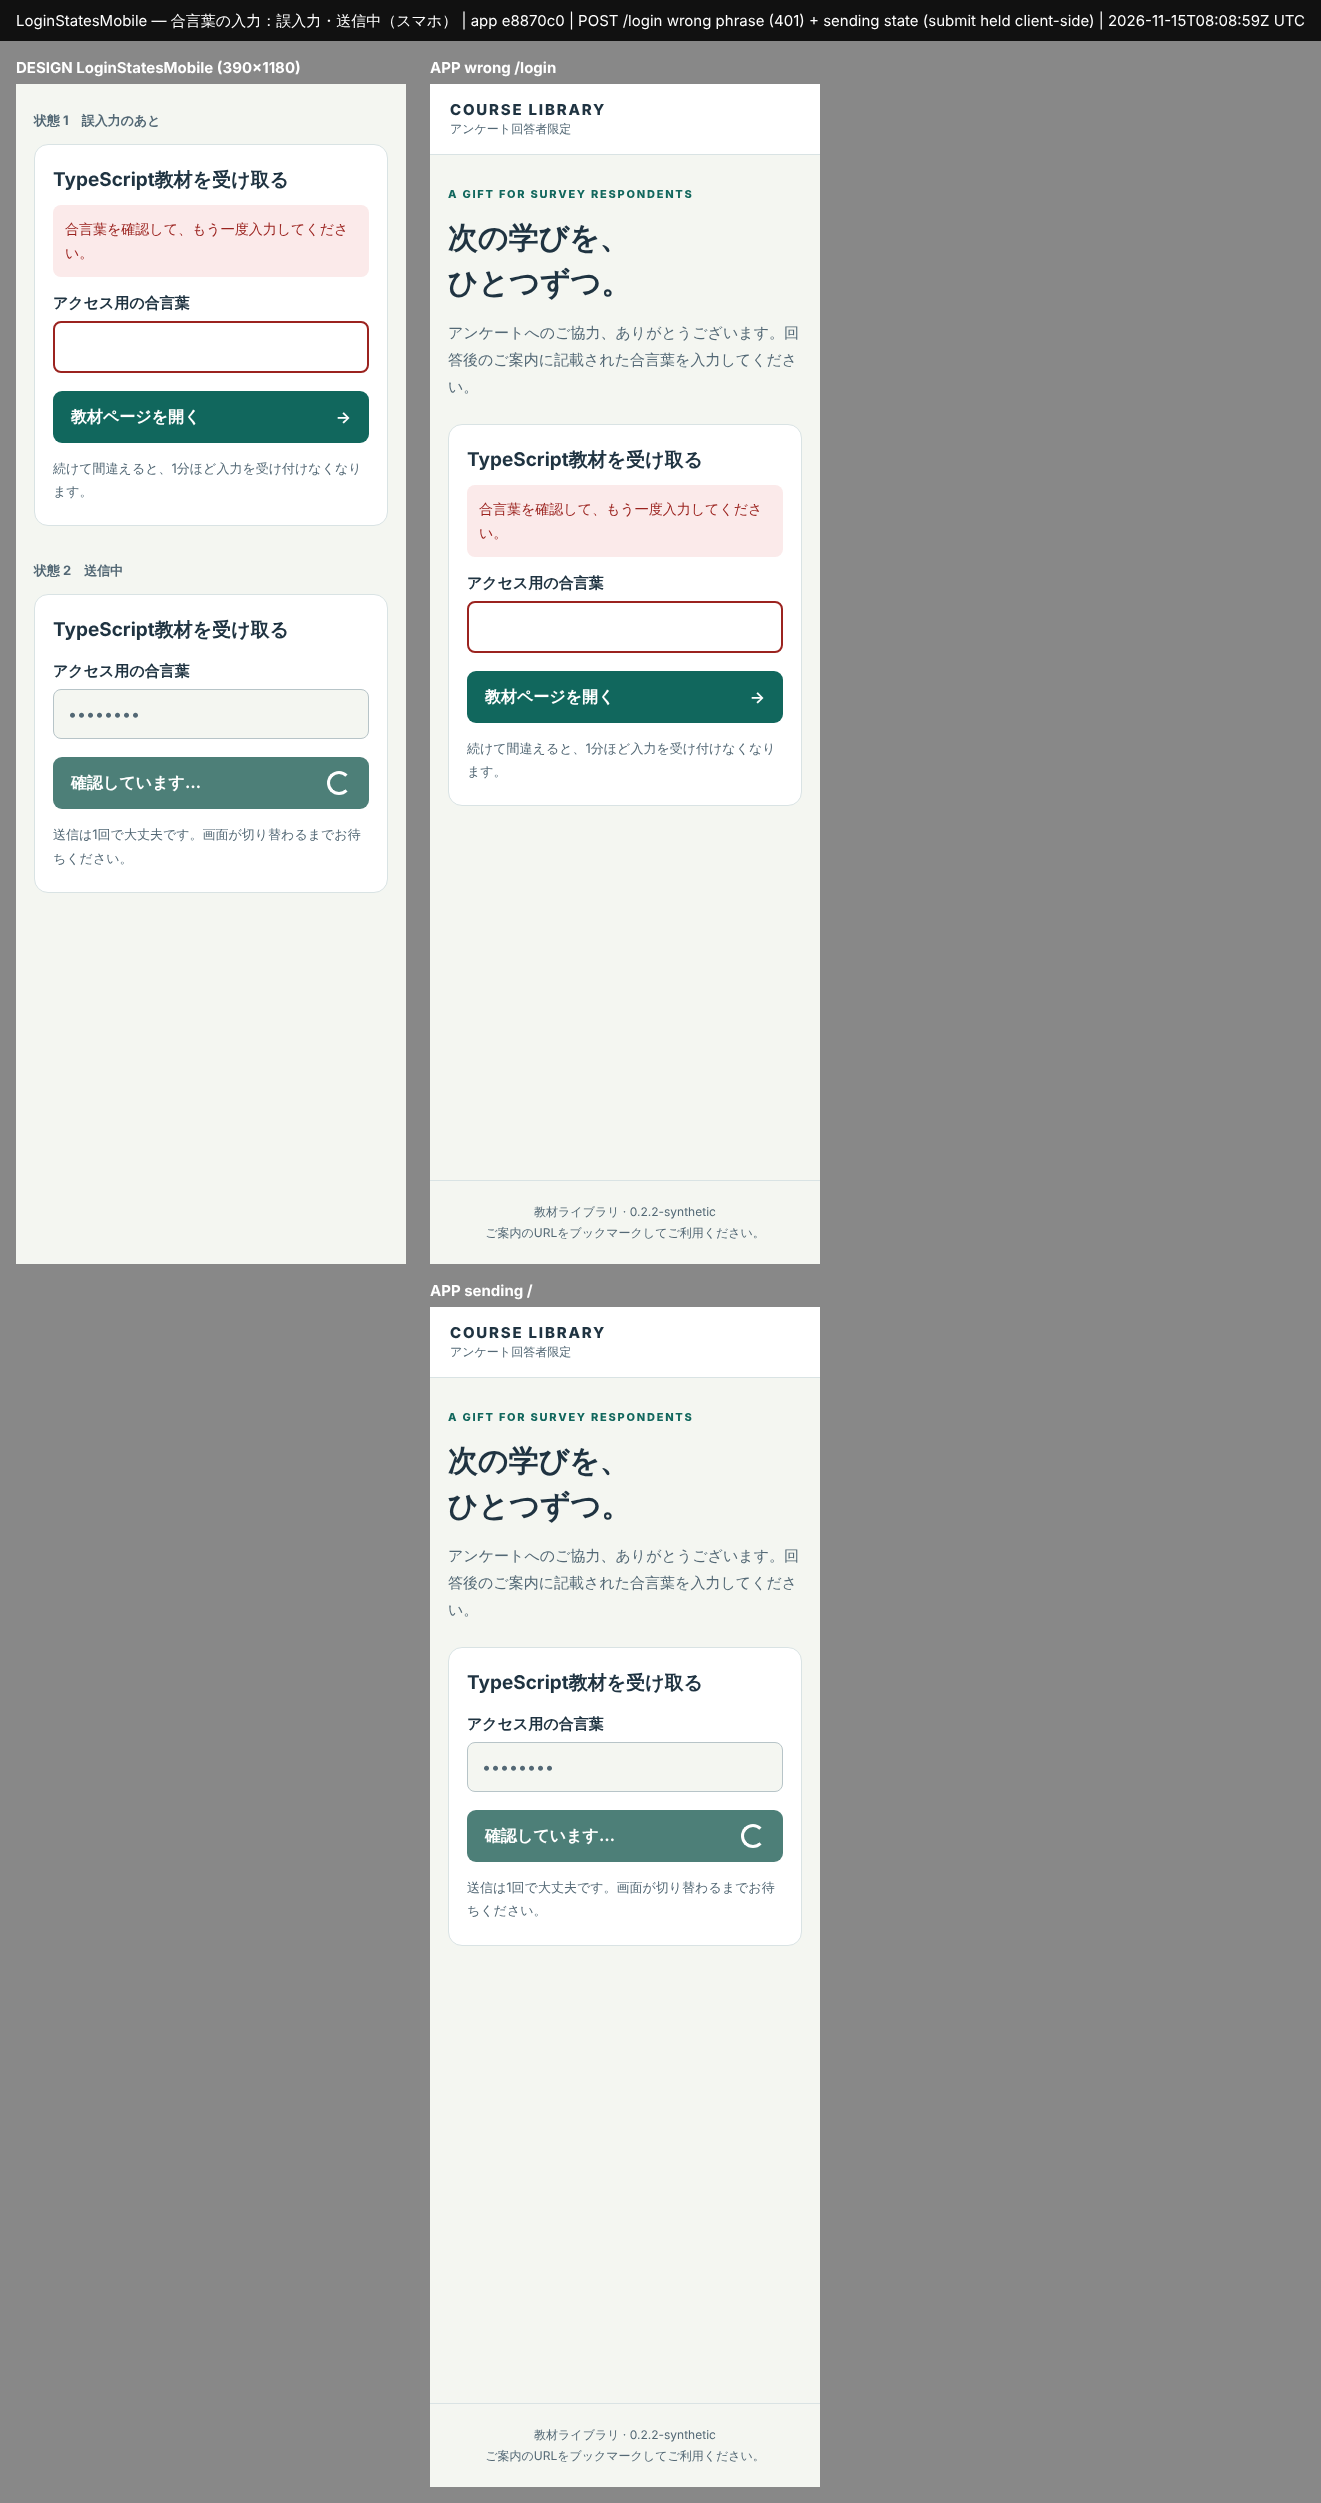 LoginStatesMobile — 合言葉の入力：誤入力・送信中（スマホ） | app e8870c0 | POST /login wrong phrase (401) + sending state (submit held client-side) | 2026-11-15T08:08:59Z UTC
DESIGN LoginStatesMobile (390×1180)
状態 1　誤入力のあと
TypeScript教材を受け取る
合言葉を確認して、もう一度入力してくださ
い。
アクセス用の合言葉
教材ページを開く →
続けて間違えると、1分ほど入力を受け付けなくなり
ます。
状態 2　送信中
TypeScript教材を受け取る
アクセス用の合言葉
••••••••
確認しています…
送信は1回で大丈夫です。画面が切り替わるまでお待
ちください。
APP wrong /login
COURSE LIBRARY
アンケート回答者限定
A GIFT FOR SURVEY RESPONDENTS
次の学びを、
ひとつずつ。
アンケートへのご協力、ありがとうございます。回
答後のご案内に記載された合言葉を入力してくださ
い。
TypeScript教材を受け取る
合言葉を確認して、もう一度入力してくださ
い。
アクセス用の合言葉
教材ページを開く →
続けて間違えると、1分ほど入力を受け付けなくなり
ます。
教材ライブラリ · 0.2.2-synthetic
ご案内のURLをブックマークしてご利用ください。
APP sending /
COURSE LIBRARY
アンケート回答者限定
A GIFT FOR SURVEY RESPONDENTS
次の学びを、
ひとつずつ。
アンケートへのご協力、ありがとうございます。回
答後のご案内に記載された合言葉を入力してくださ
い。
TypeScript教材を受け取る
アクセス用の合言葉
••••••••
確認しています…
送信は1回で大丈夫です。画面が切り替わるまでお待
ちください。
教材ライブラリ · 0.2.2-synthetic
ご案内のURLをブックマークしてご利用ください。